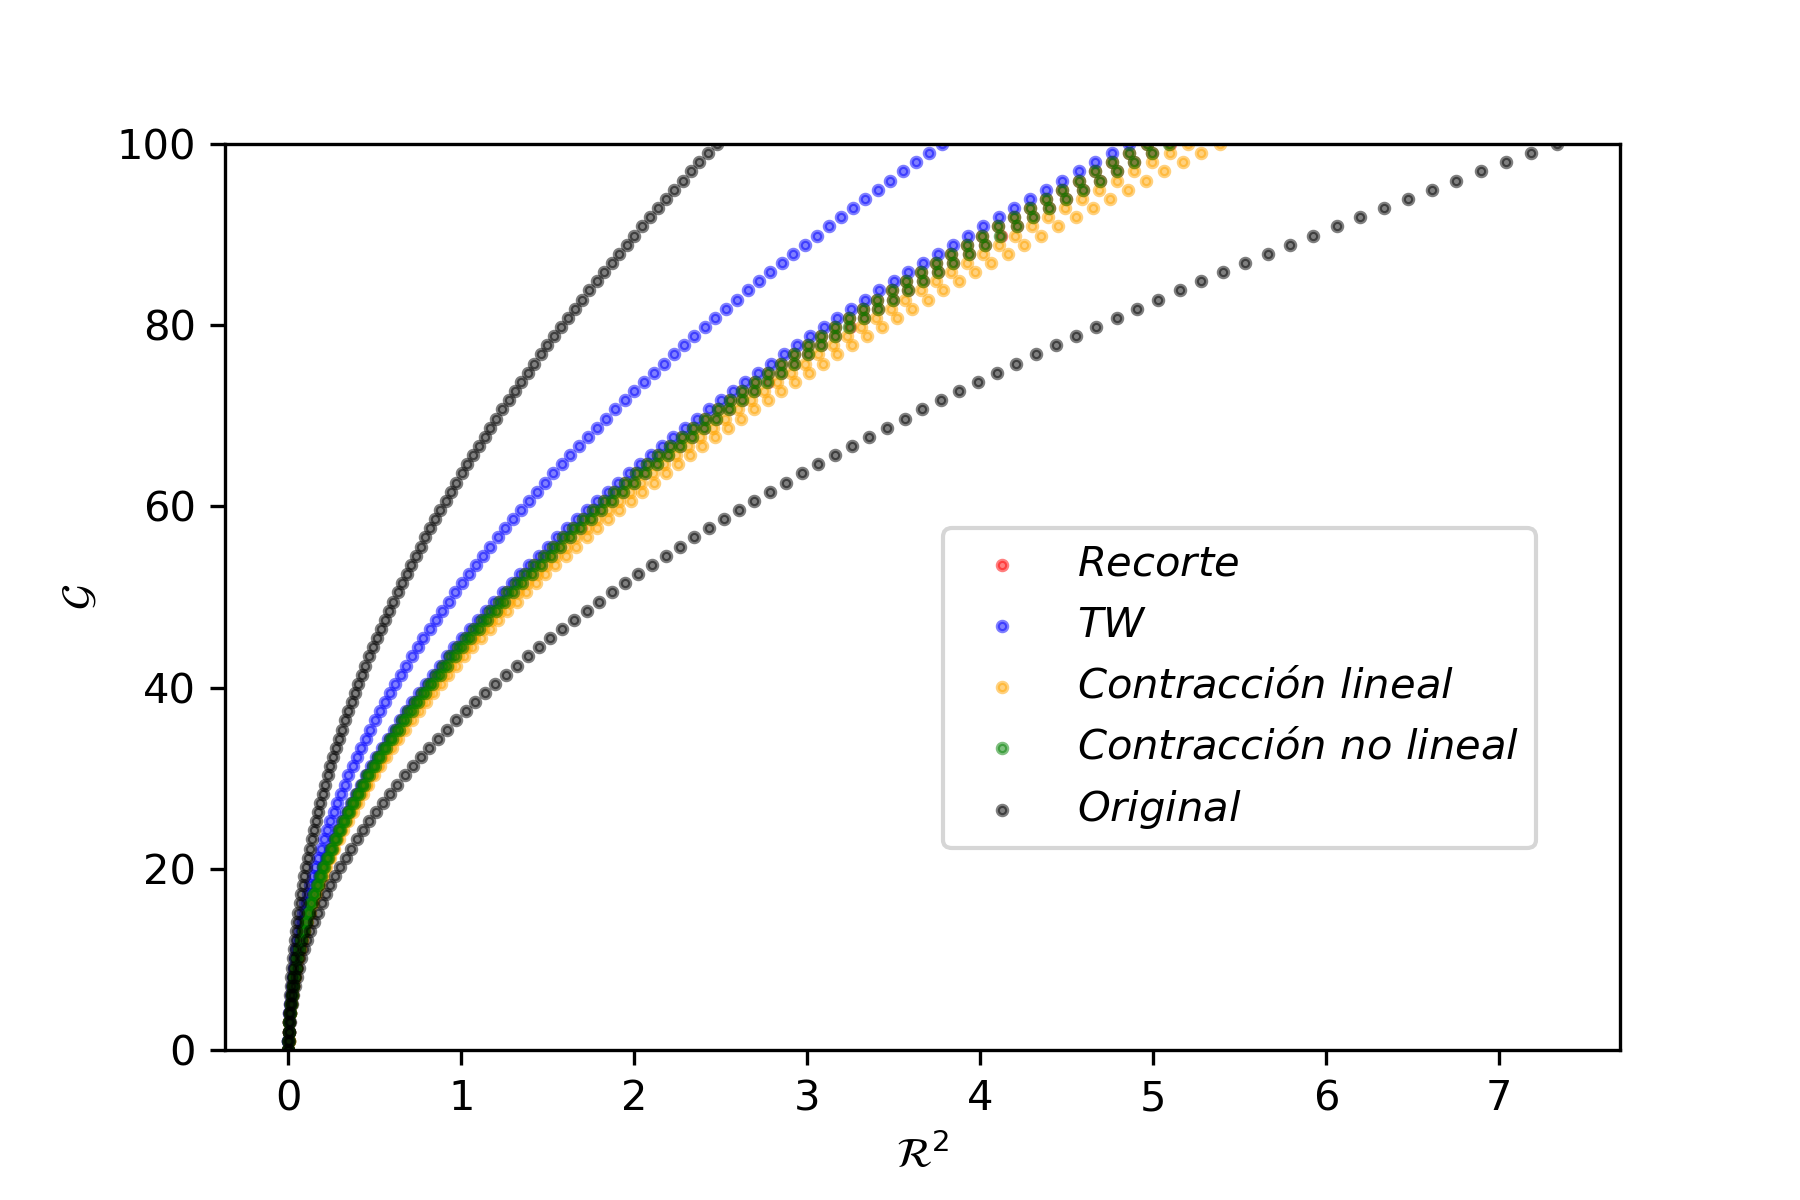 100
80
60
40
20
0
𝒢
Recorte
TW
Contracción lineal
Contracción no lineal
Original
0 1 2 3 4 5 6 7
ℛ²